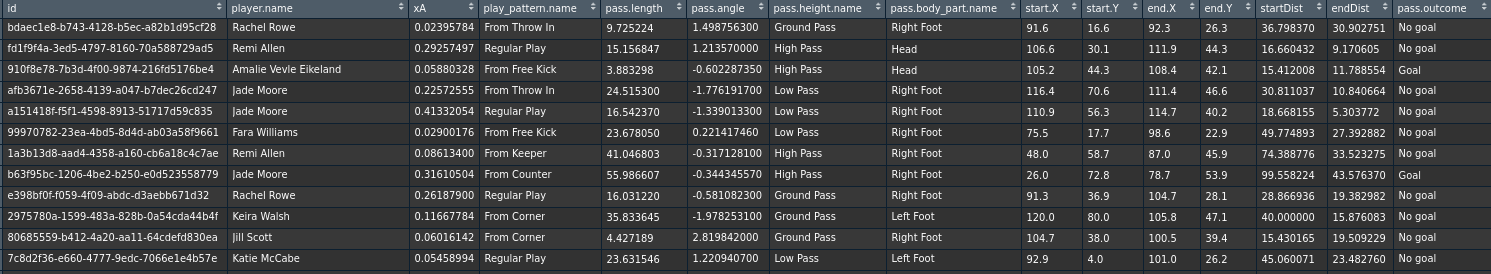 id player.name xA play_pattern.name pass.length pass.angle pass.height.name pass.body_part.name start.X start.Y end.X end.Y startDist endDist pass.outcome
bdaec1e8-b743-4128-b5ec-a82b1d95cf28 Rachel Rowe 0.02395784 From Throw In 9.725224 1.498756300 Ground Pass Right Foot 91.6 16.6 92.3 26.3 36.798370 30.902751 No goal
fd1f9f4a-3ed5-4797-8160-70a588729ad5 Remi Allen 0.29257497 Regular Play 15.156847 1.213570000 High Pass Head 106.6 30.1 111.9 44.3 16.660432 9.170605 No goal
910f8e78-7b3d-4f00-9874-216fd5176be4 Amalie Vevle Eikeland 0.05880328 From Free Kick 3.883298 -0.602287350 High Pass Head 105.2 44.3 108.4 42.1 15.412008 11.788554 Goal
afb3671e-2658-4139-a047-b7dec26cd247 Jade Moore 0.22572555 From Throw In 24.515300 -1.776191700 Low Pass Right Foot 116.4 70.6 111.4 46.6 30.811037 10.840664 No goal
a151418f-f5f1-4598-8913-51717d59c835 Jade Moore 0.41332054 Regular Play 16.542370 -1.339013300 Low Pass Right Foot 110.9 56.3 114.7 40.2 18.668155 5.303772 No goal
99970782-23ea-4bd5-8d4d-ab03a58f9661 Fara Williams 0.02900176 From Free Kick 23.678050 0.221417460 Low Pass Right Foot 75.5 17.7 98.6 22.9 49.774893 27.392882 No goal
1a3b13d8-aad4-4358-a160-cb6a18c4c7ae Remi Allen 0.08613400 From Keeper 41.046803 -0.317128100 High Pass Right Foot 48.0 58.7 87.0 45.9 74.388776 33.523275 No goal
b63f95bc-1206-4be2-b250-e0d523558779 Jade Moore 0.31610504 From Counter 55.986607 -0.344345570 High Pass Right Foot 26.0 72.8 78.7 53.9 99.558224 43.576370 Goal
e398bf0f-f059-4f09-abdc-d3aebb671d32 Rachel Rowe 0.26187900 Regular Play 16.031220 -0.581082300 Ground Pass Right Foot 91.3 36.9 104.7 28.1 28.866936 19.382982 No goal
2975780a-1599-483a-828b-0a54cda44b4f Keira Walsh 0.11667784 From Corner 35.833645 -1.978253100 Ground Pass Left Foot 120.0 80.0 105.8 47.1 40.000000 15.876083 No goal
80685559-b412-4a20-aa11-64cdefd830ea Jill Scott 0.06016142 From Corner 4.427189 2.819842000 Ground Pass Right Foot 104.7 38.0 100.5 39.4 15.430165 19.509229 No goal
7c8d2f36-e660-4777-9edc-7066e1e4b57e Katie McCabe 0.05458994 Regular Play 23.631546 1.220940700 Low Pass Left Foot 92.9 4.0 101.0 26.2 45.060071 23.482760 No goal